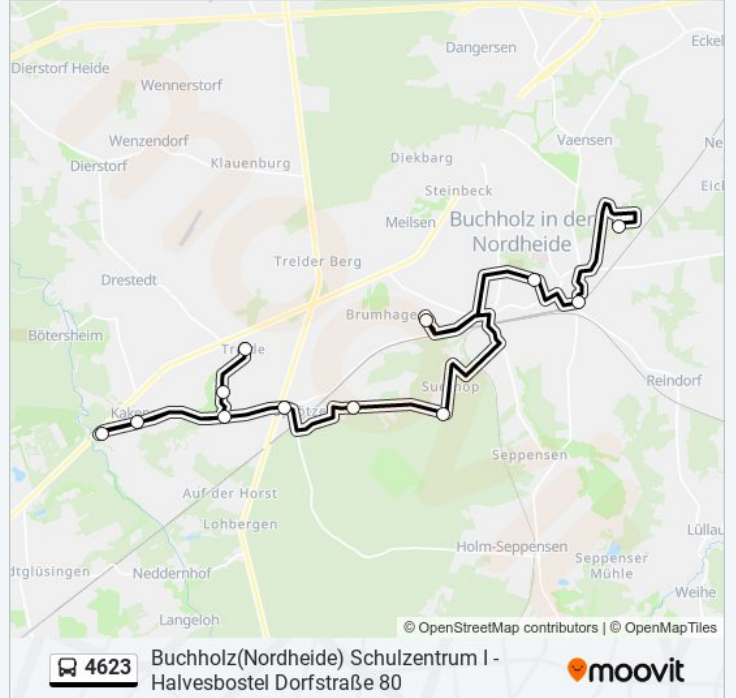 Dangersen
Eckel
Dierstorf Heide
Wennerstorf
Wenzendorf
Vaensen
Dierstorf
Klauenburg
Diekbarg
Steinbeck
Meilsen
Buchholz in der
Nordheide
Trelder Berg
Drestedt
Bötersheim
Reindorf
Seppensen
Auf der Horst
Lohbergen
Holm-Seppensen
Seppenser
Mühle
Neddernhof
Weihe
Langeloh
© OpenStreetMap contributors | © OpenMapTiles
4623
Buchholz(Nordheide) Schulzentrum I -
Halvesbostel Dorfstraße 80
moovit